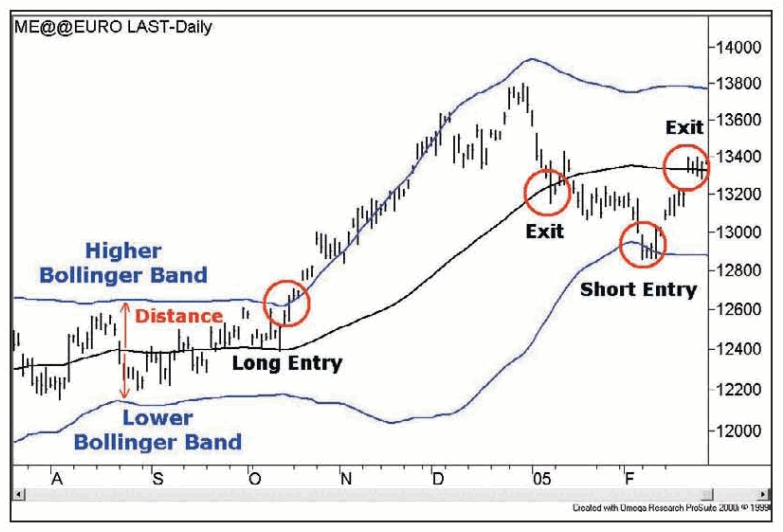 ME@@EURO LAST-Daily
14000
13800
13600
Exit
13400
13200
Exit
13000
Higher
Bollinger Band
12800
Short Entry
Distance
12600
Long Entry
12400
12200
Lower
Bollinger Band
12000
A S O N D 05 F
Created with Omega Research ProSuite 2000i © 1999